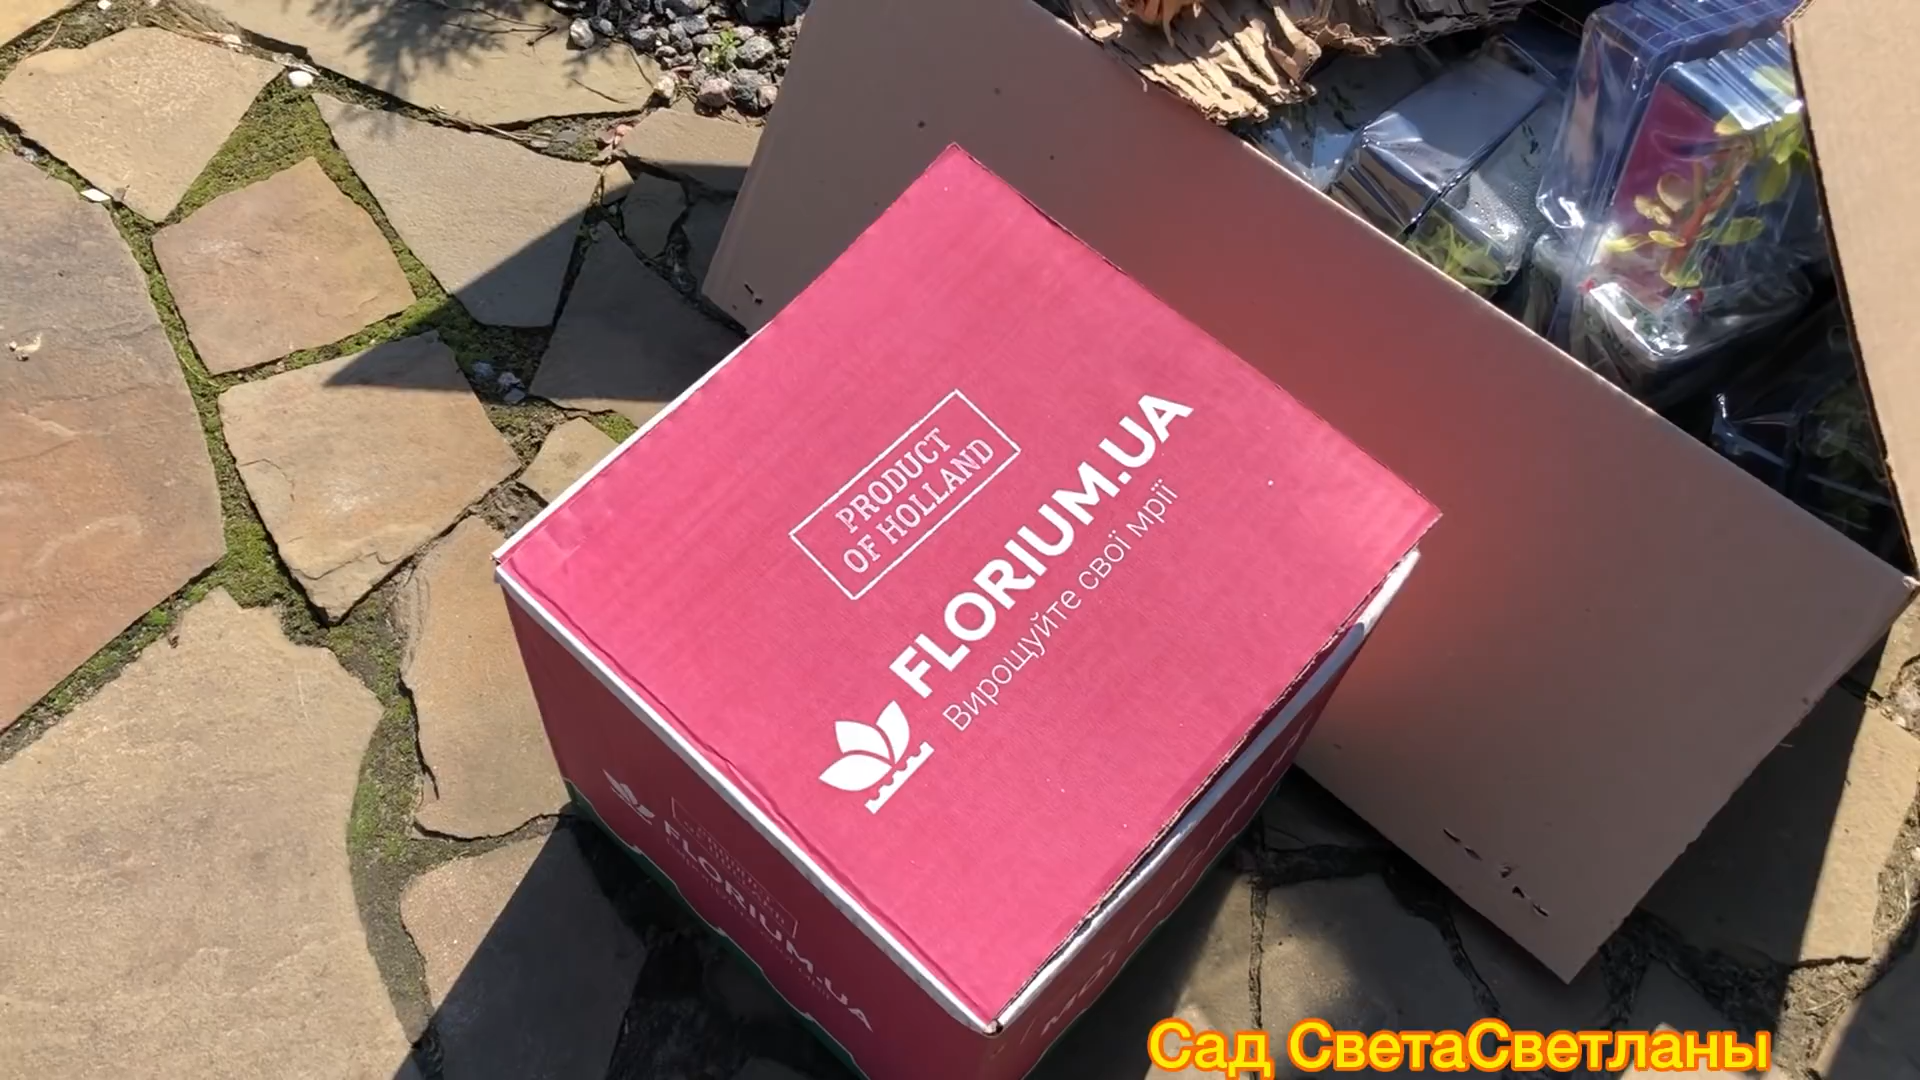 PRODUCT
OF HOLLAND
FLORIUM.UA
Вирощуйте свої мрії
FLORIUM.UA
Сад СветаСветланы